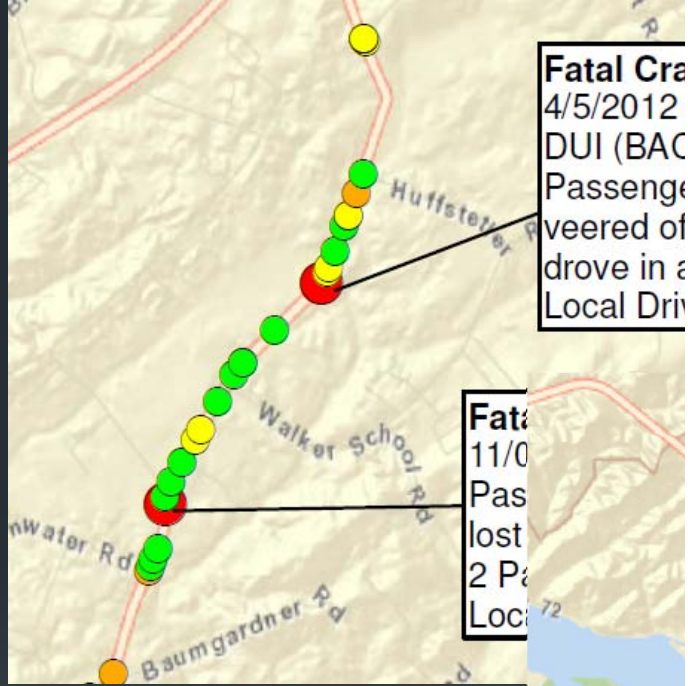 Huffstetler R
Fatal Cra
4/5/2012
DUI (BAC
Passenge
veered of
drove in a
Local Driv
Walker School Rd
Fata
11/0
Pas
lost
2 Pa
Loca
nwater Rd
Baumgardner Rd
72